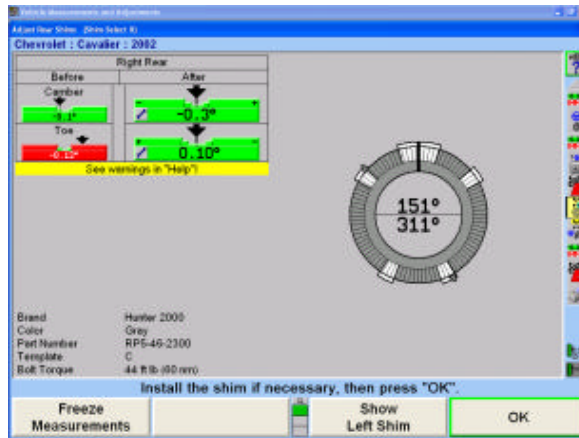 Vehicle Measurements and Adjustments
Adjust Rear Shims (Shim-Select II)
Chevrolet : Cavalier : 2002
Right Rear
Before After
Camber
-0.1° -0.3°
Toe
-0.12° 0.10°
See warnings in "Help"!
151°
311°
Brand Hunter 2000
Color Gray
Part Number RP5-46-2300
Template C
Bolt Torque 44 ft lb (60 nm)
Install the shim if necessary, then press "OK".
Freeze Measurements
Show Left Shim
OK